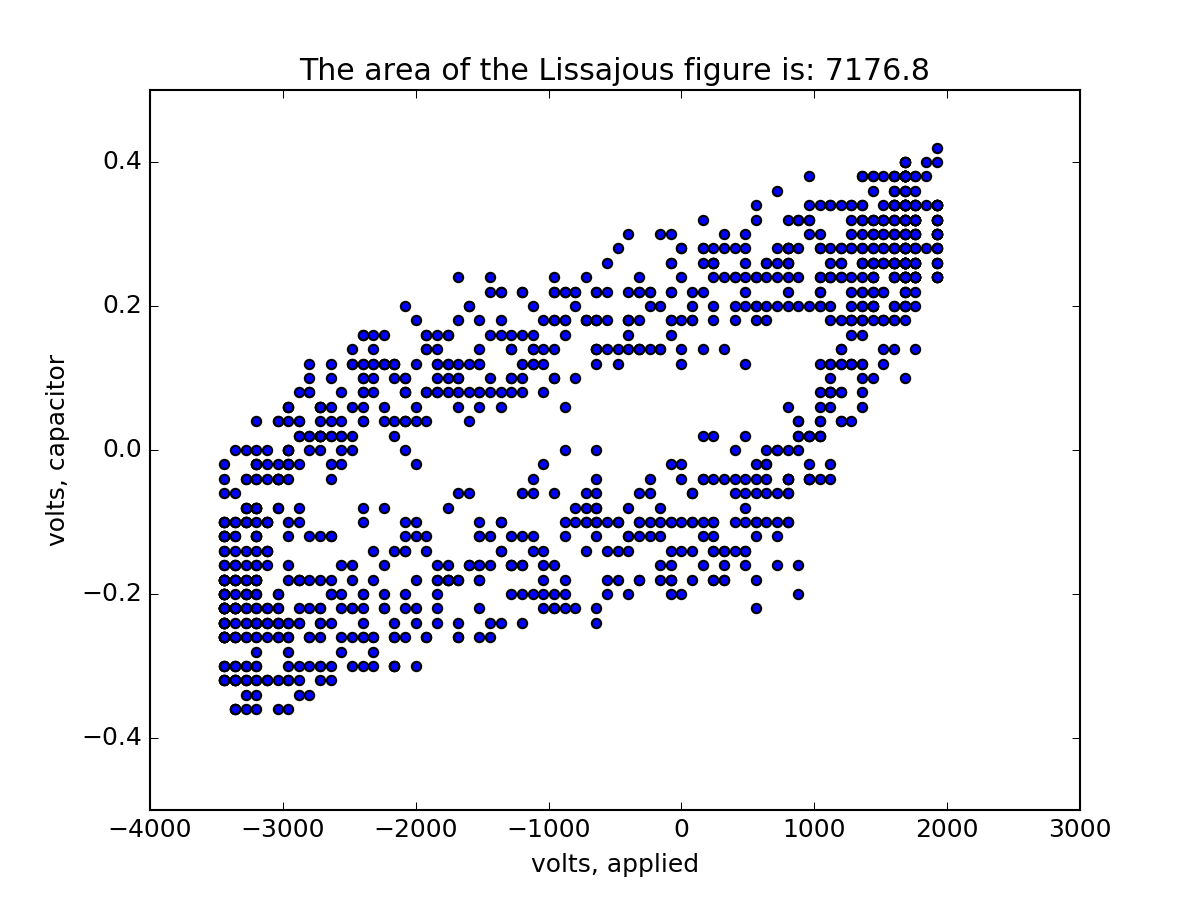 The area of the Lissajous figure is: 7176.8
0.4
0.2
0.0
−0.2
−0.4
volts, capacitor
−4000 −3000 −2000 −1000 0 1000 2000 3000
volts, applied